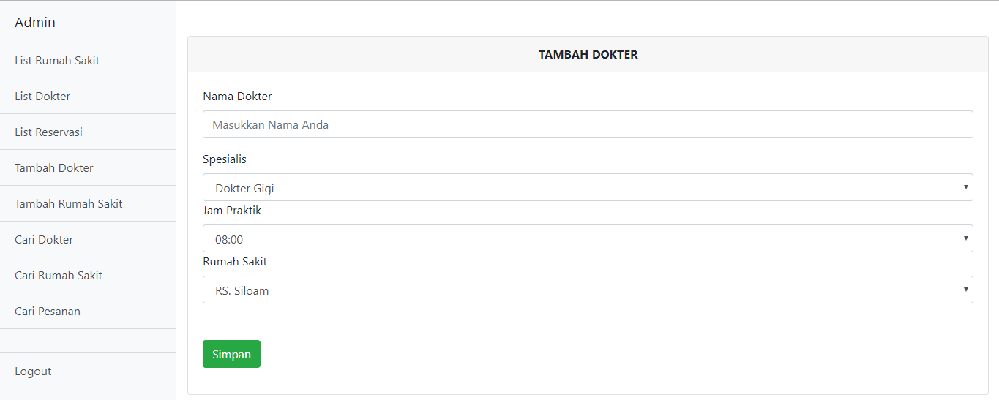 Admin
List Rumah Sakit
List Dokter
List Reservasi
Tambah Dokter
Tambah Rumah Sakit
Cari Dokter
Cari Rumah Sakit
Cari Pesanan
Logout
TAMBAH DOKTER
Nama Dokter
Masukkan Nama Anda
Spesialis
Dokter Gigi
Jam Praktik
08:00
Rumah Sakit
RS. Siloam
Simpan